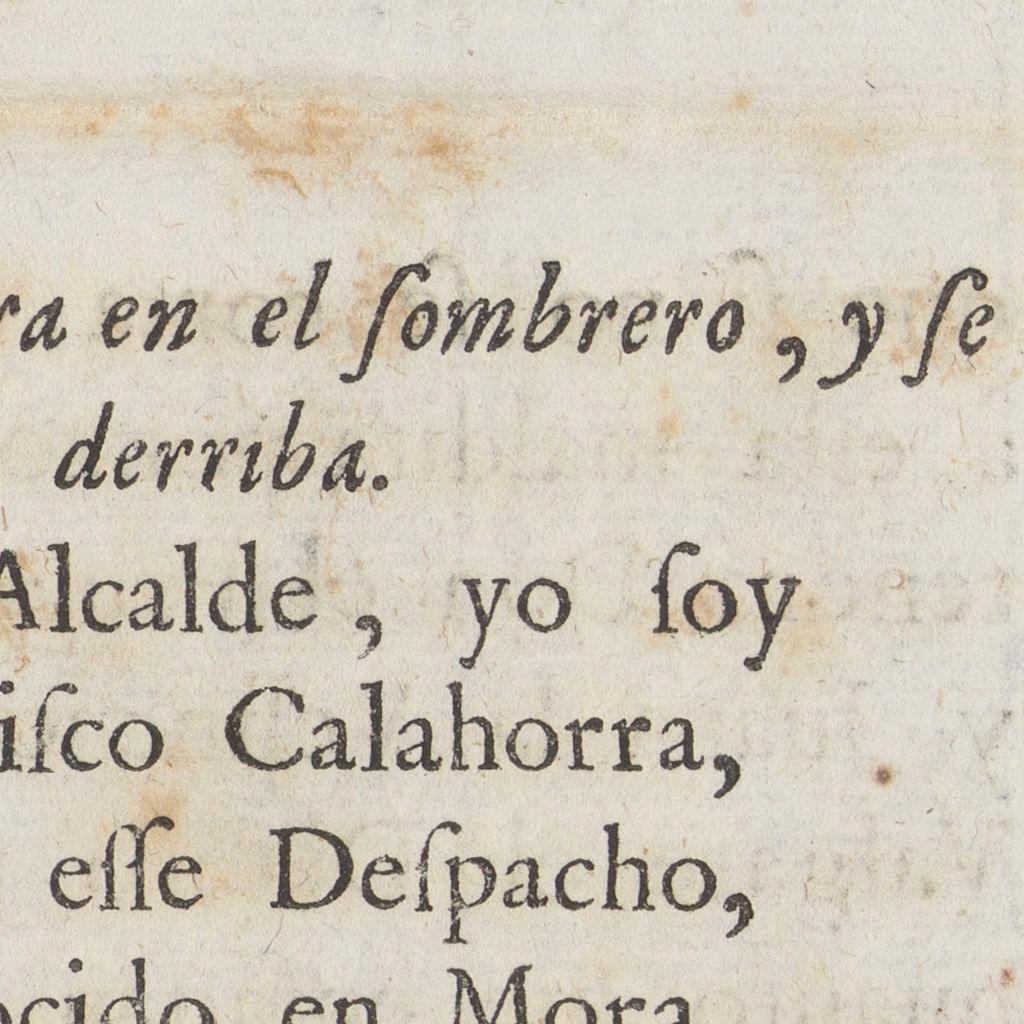 ra en el ſombrero, y ſe
derriba.
Alcalde, yo ſoy
iſco Calahorra,
eſſe Deſpacho,
ocido en Mora